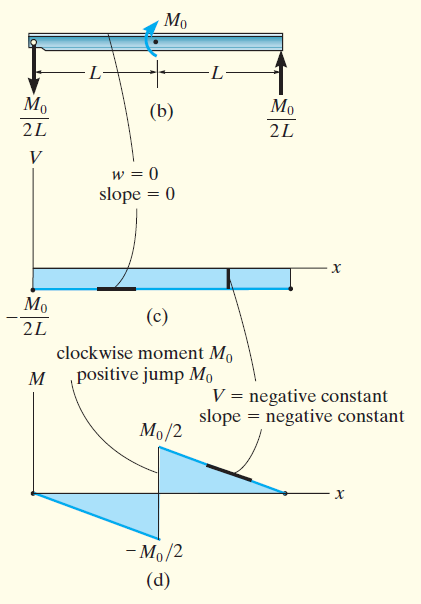 M₀
L
L
M₀
2L
(b)
M₀
2L
V
w = 0
slope = 0
x
−
M₀
2L
(c)
clockwise moment M₀
positive jump M₀
M
V = negative constant
slope = negative constant
M₀/2
x
− M₀/2
(d)